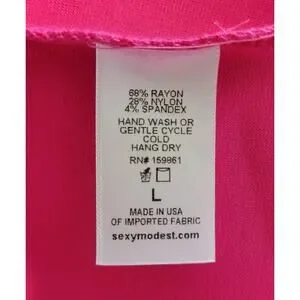 68% RAYON
28% NYLON
4% SPANDEX
HAND WASH OR
GENTLE CYCLE
COLD
HANG DRY
RN# 159861
L
MADE IN USA
OF IMPORTED FABRIC
sexymodest.com